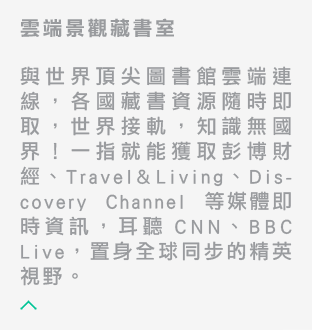 雲端景觀藏書室
與世界頂尖圖書館雲端連
線，各國藏書資源隨時即
取，世界接軌，知識無國
界！一指就能獲取彭博財
經、Travel＆Living、Dis-
covery Channel 等媒體即
時資訊，耳聽 CNN、BBC
Live，置身全球同步的精英
視野。